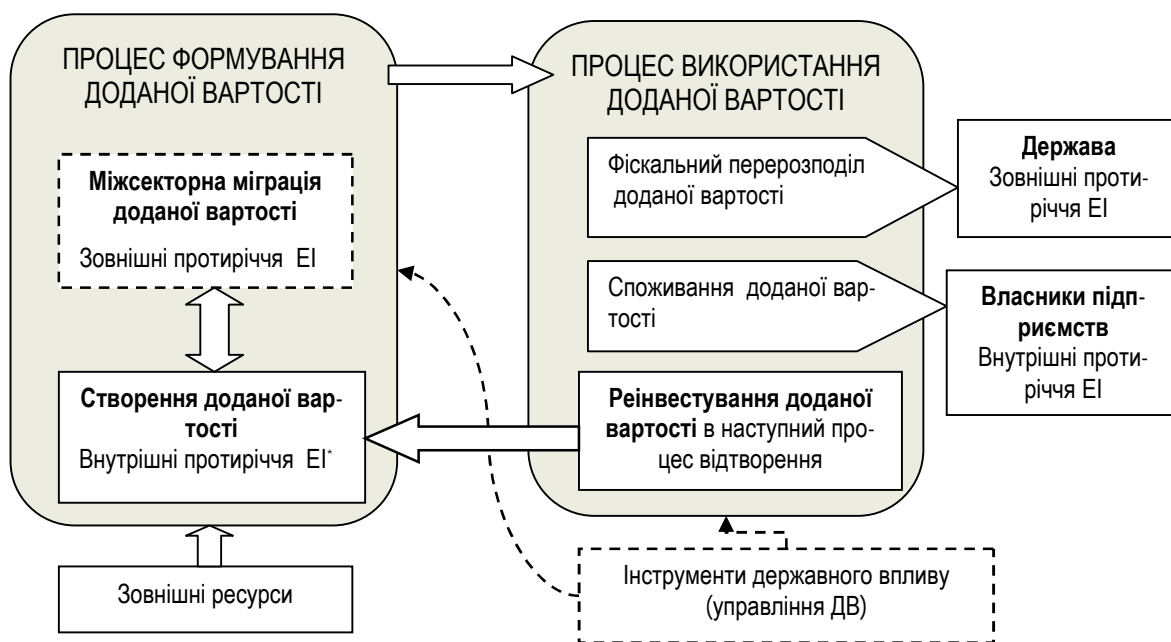 ПРОЦЕС ФОРМУВАННЯ
ДОДАНОЇ ВАРТОСТІ
Міжсекторна міграція
доданої вартості
Зовнішні протиріччя ЕІ
Створення доданої вар-
тості
Внутрішні протиріччя ЕІ*
Зовнішні ресурси
ПРОЦЕС ВИКОРИСТАННЯ
ДОДАНОЇ ВАРТОСТІ
Фіскальний перерозподіл
доданої вартості
Споживання доданої вар-
тості
Реінвестування доданої
вартості в наступний про-
цес відтворення
Держава
Зовнішні проти-
річчя ЕІ
Власники підп-
риємств
Внутрішні проти-
річчя ЕІ
Інструменти державного впливу
(управління ДВ)